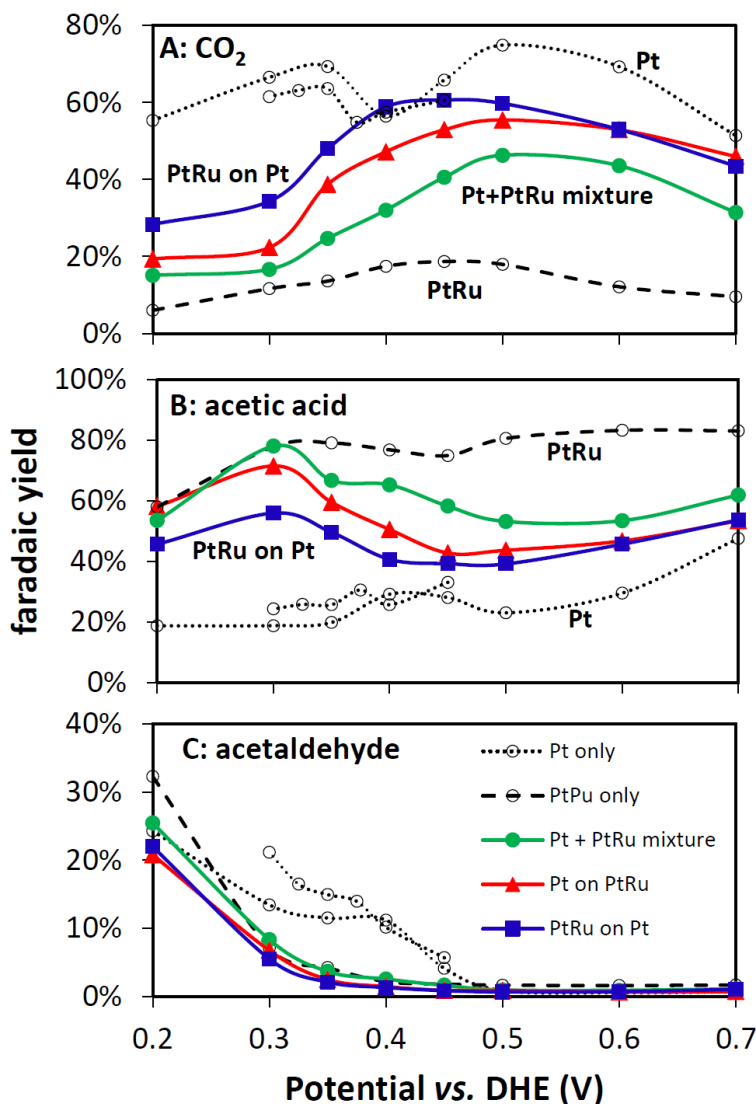 80%
A: CO₂
Pt
60%
PtRu on Pt
40%
Pt+PtRu mixture
20%
PtRu
0%
100%
B: acetic acid
80%
PtRu
60%
PtRu on Pt
40%
20%
Pt
0%
faradaic yield
40%
C: acetaldehyde
Pt only
30%
PtPu only
20%
Pt + PtRu mixture
Pt on PtRu
10%
PtRu on Pt
0%
0.2 0.3 0.4 0.5 0.6 0.7
Potential vs. DHE (V)